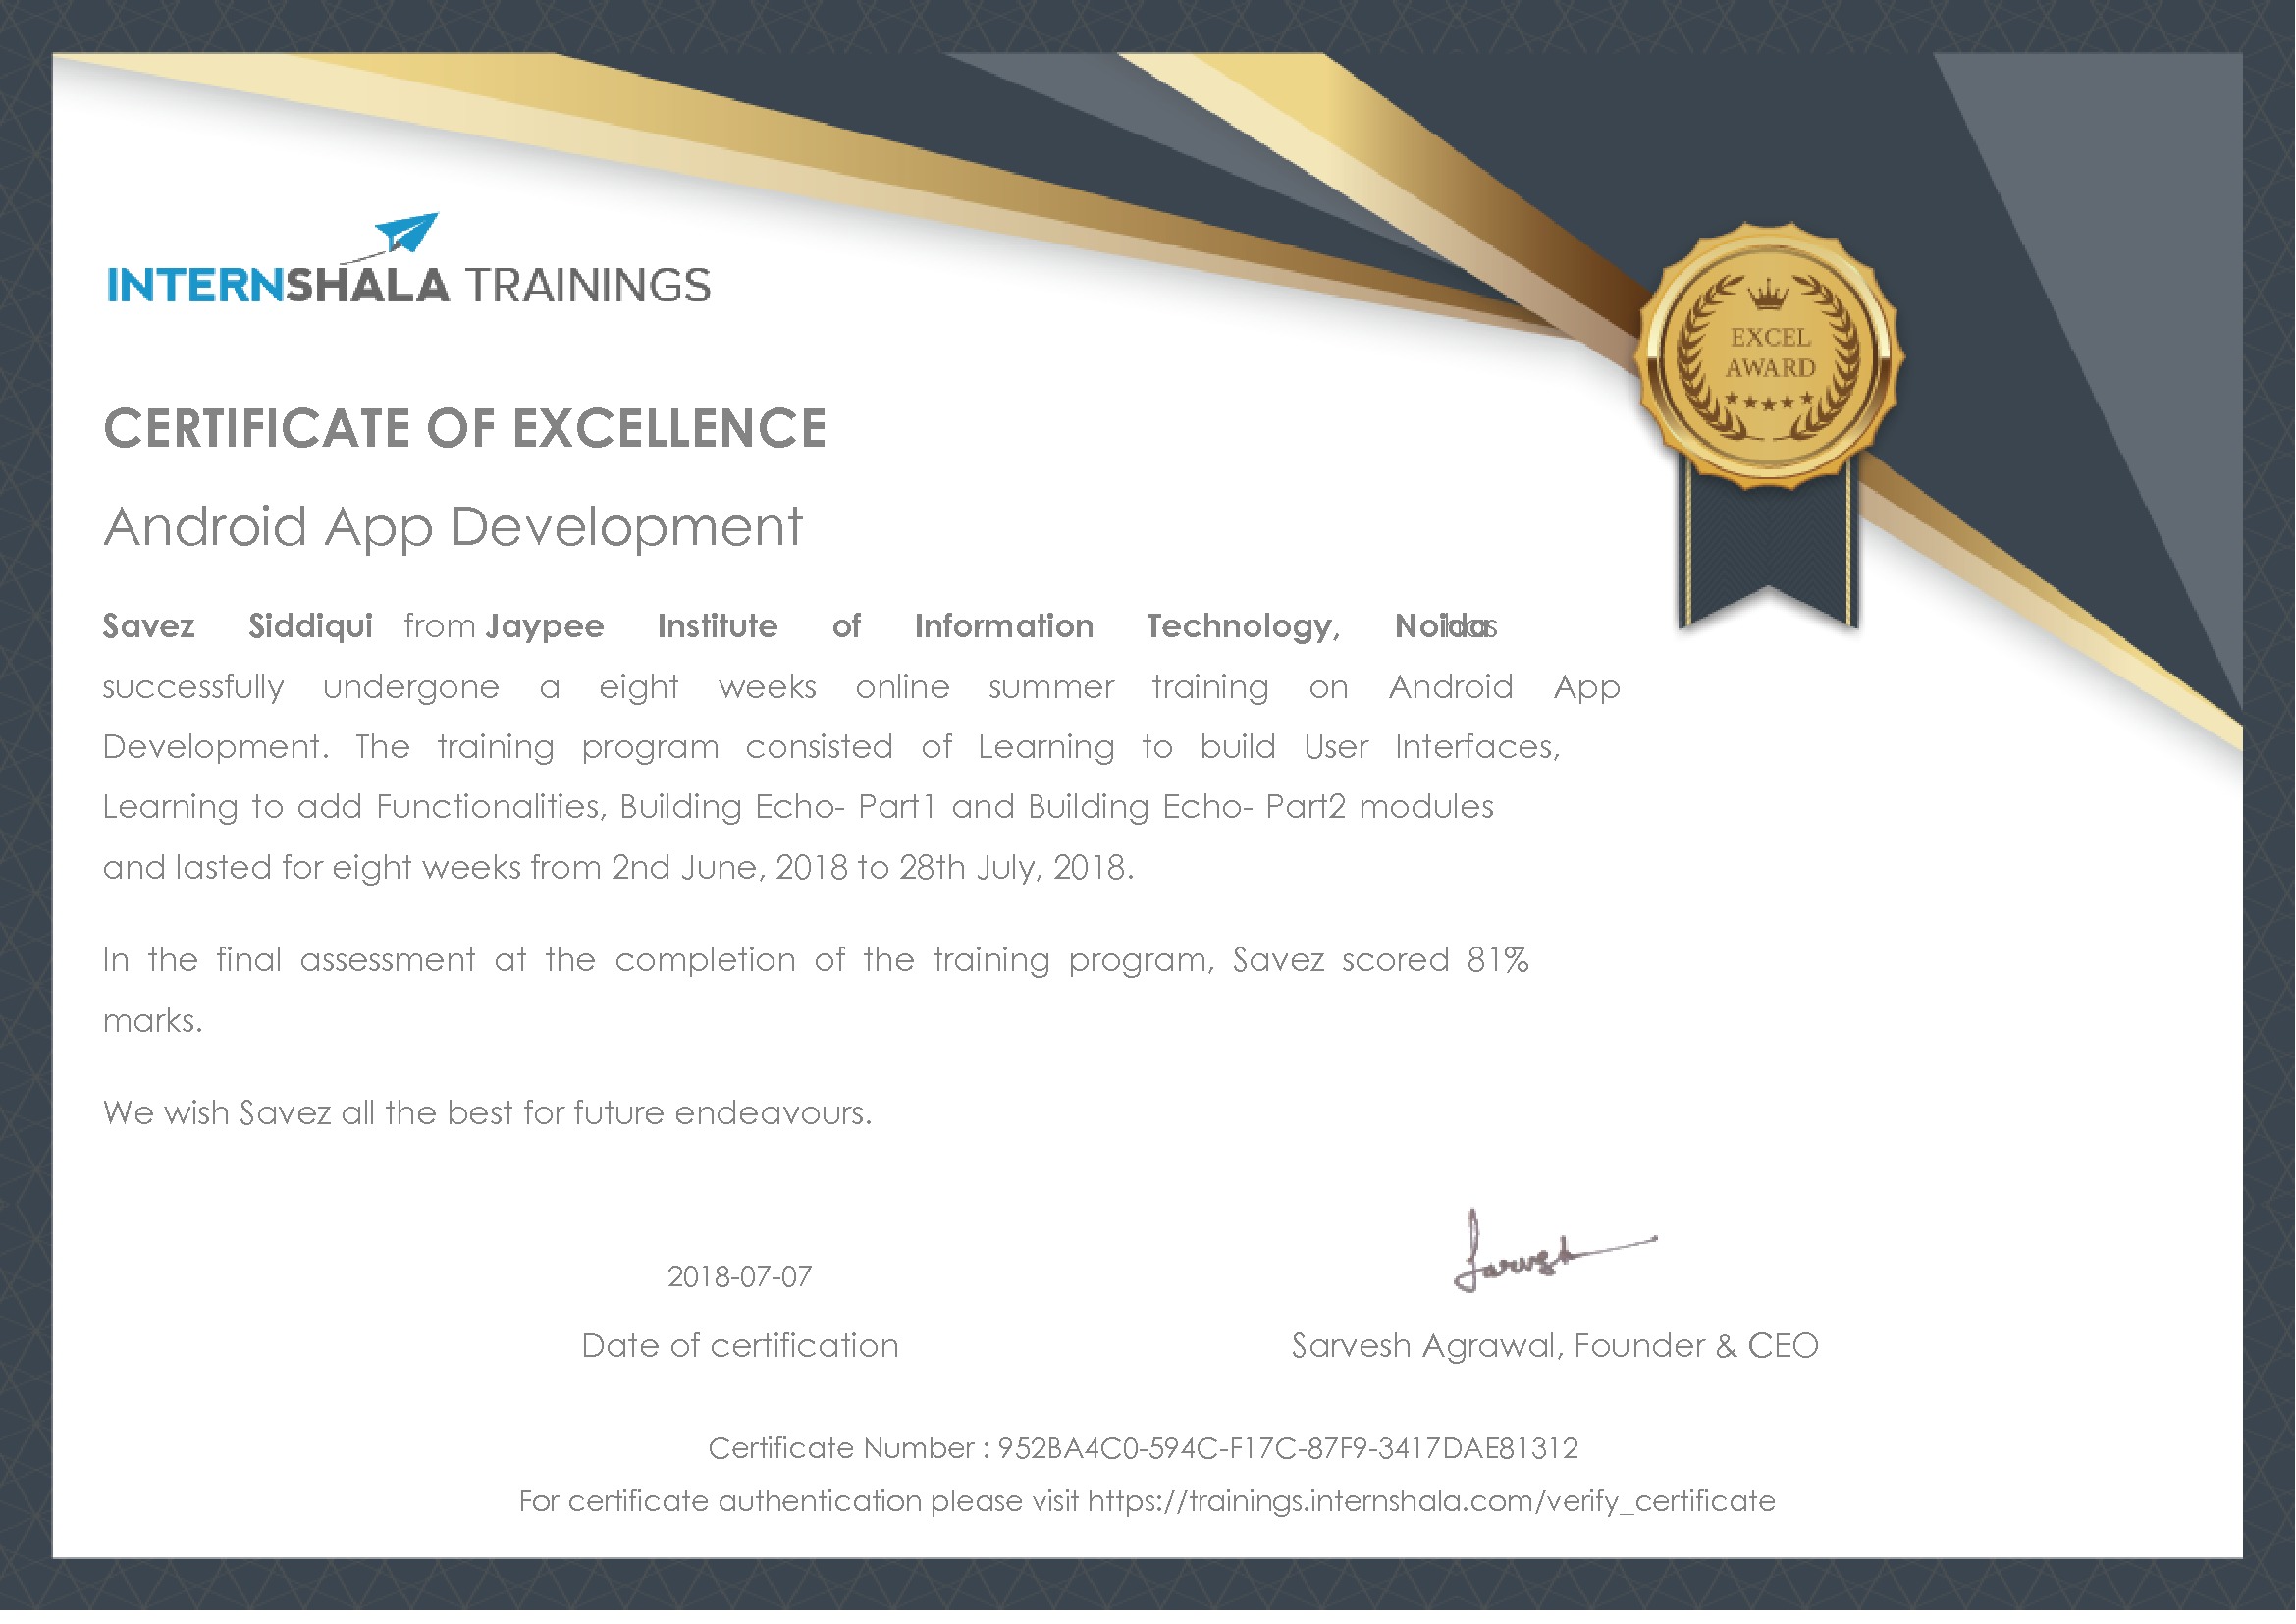 INTERNSHALA TRAININGS
EXCEL
AWARD
CERTIFICATE OF EXCELLENCE
Android App Development
Savez Siddiqui from Jaypee Institute of Information Technology, Noida has
successfully undergone a eight weeks online summer training on Android App
Development. The training program consisted of Learning to build User Interfaces,
Learning to add Functionalities, Building Echo- Part1 and Building Echo- Part2 modules
and lasted for eight weeks from 2nd June, 2018 to 28th July, 2018.
In the final assessment at the completion of the training program, Savez scored 81%
marks.
We wish Savez all the best for future endeavours.
2018-07-07
Date of certification
Sarvesh
Sarvesh Agrawal, Founder & CEO
Certificate Number : 952BA4C0-594C-F17C-87F9-3417DAE81312
For certificate authentication please visit https://trainings.internshala.com/verify_certificate